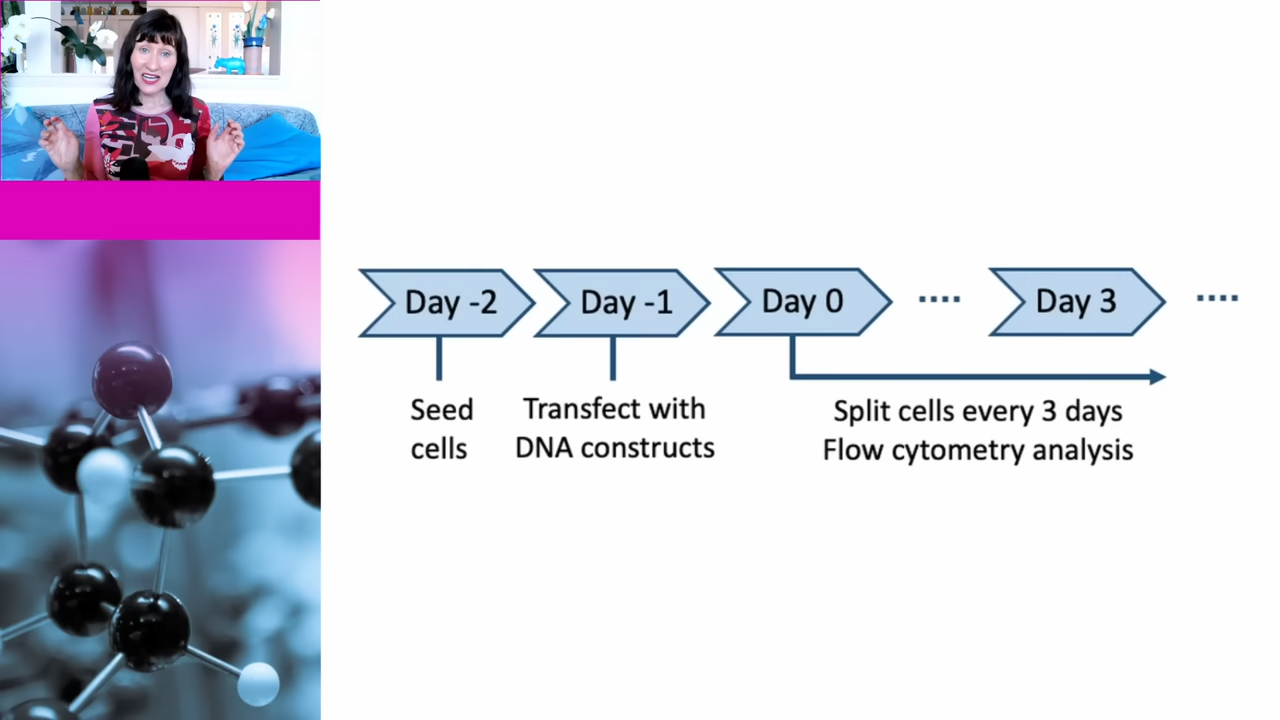 Day -2
Day -1
Day 0
Day 3
Seed
cells
Transfect with
DNA constructs
Split cells every 3 days
Flow cytometry analysis